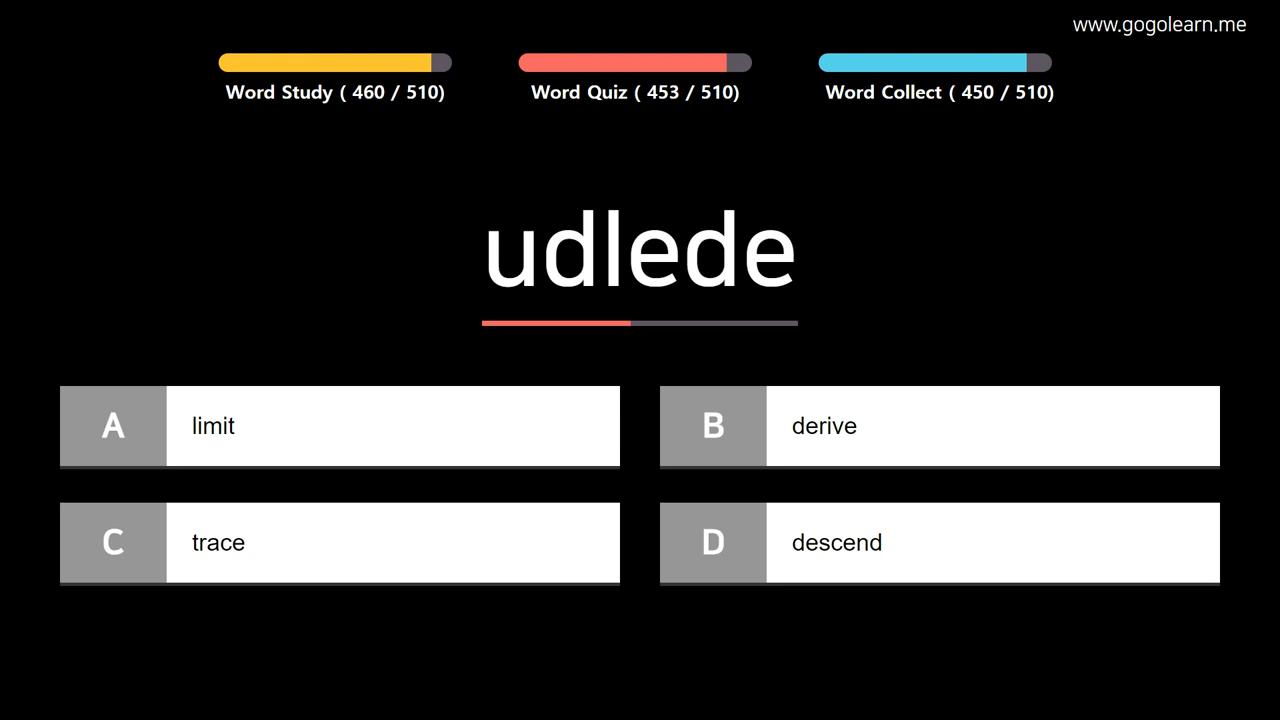 www.gogolearn.me
Word Study ( 460 / 510)
Word Quiz ( 453 / 510)
Word Collect ( 450 / 510)
udlede
A limit
B derive
C trace
D descend